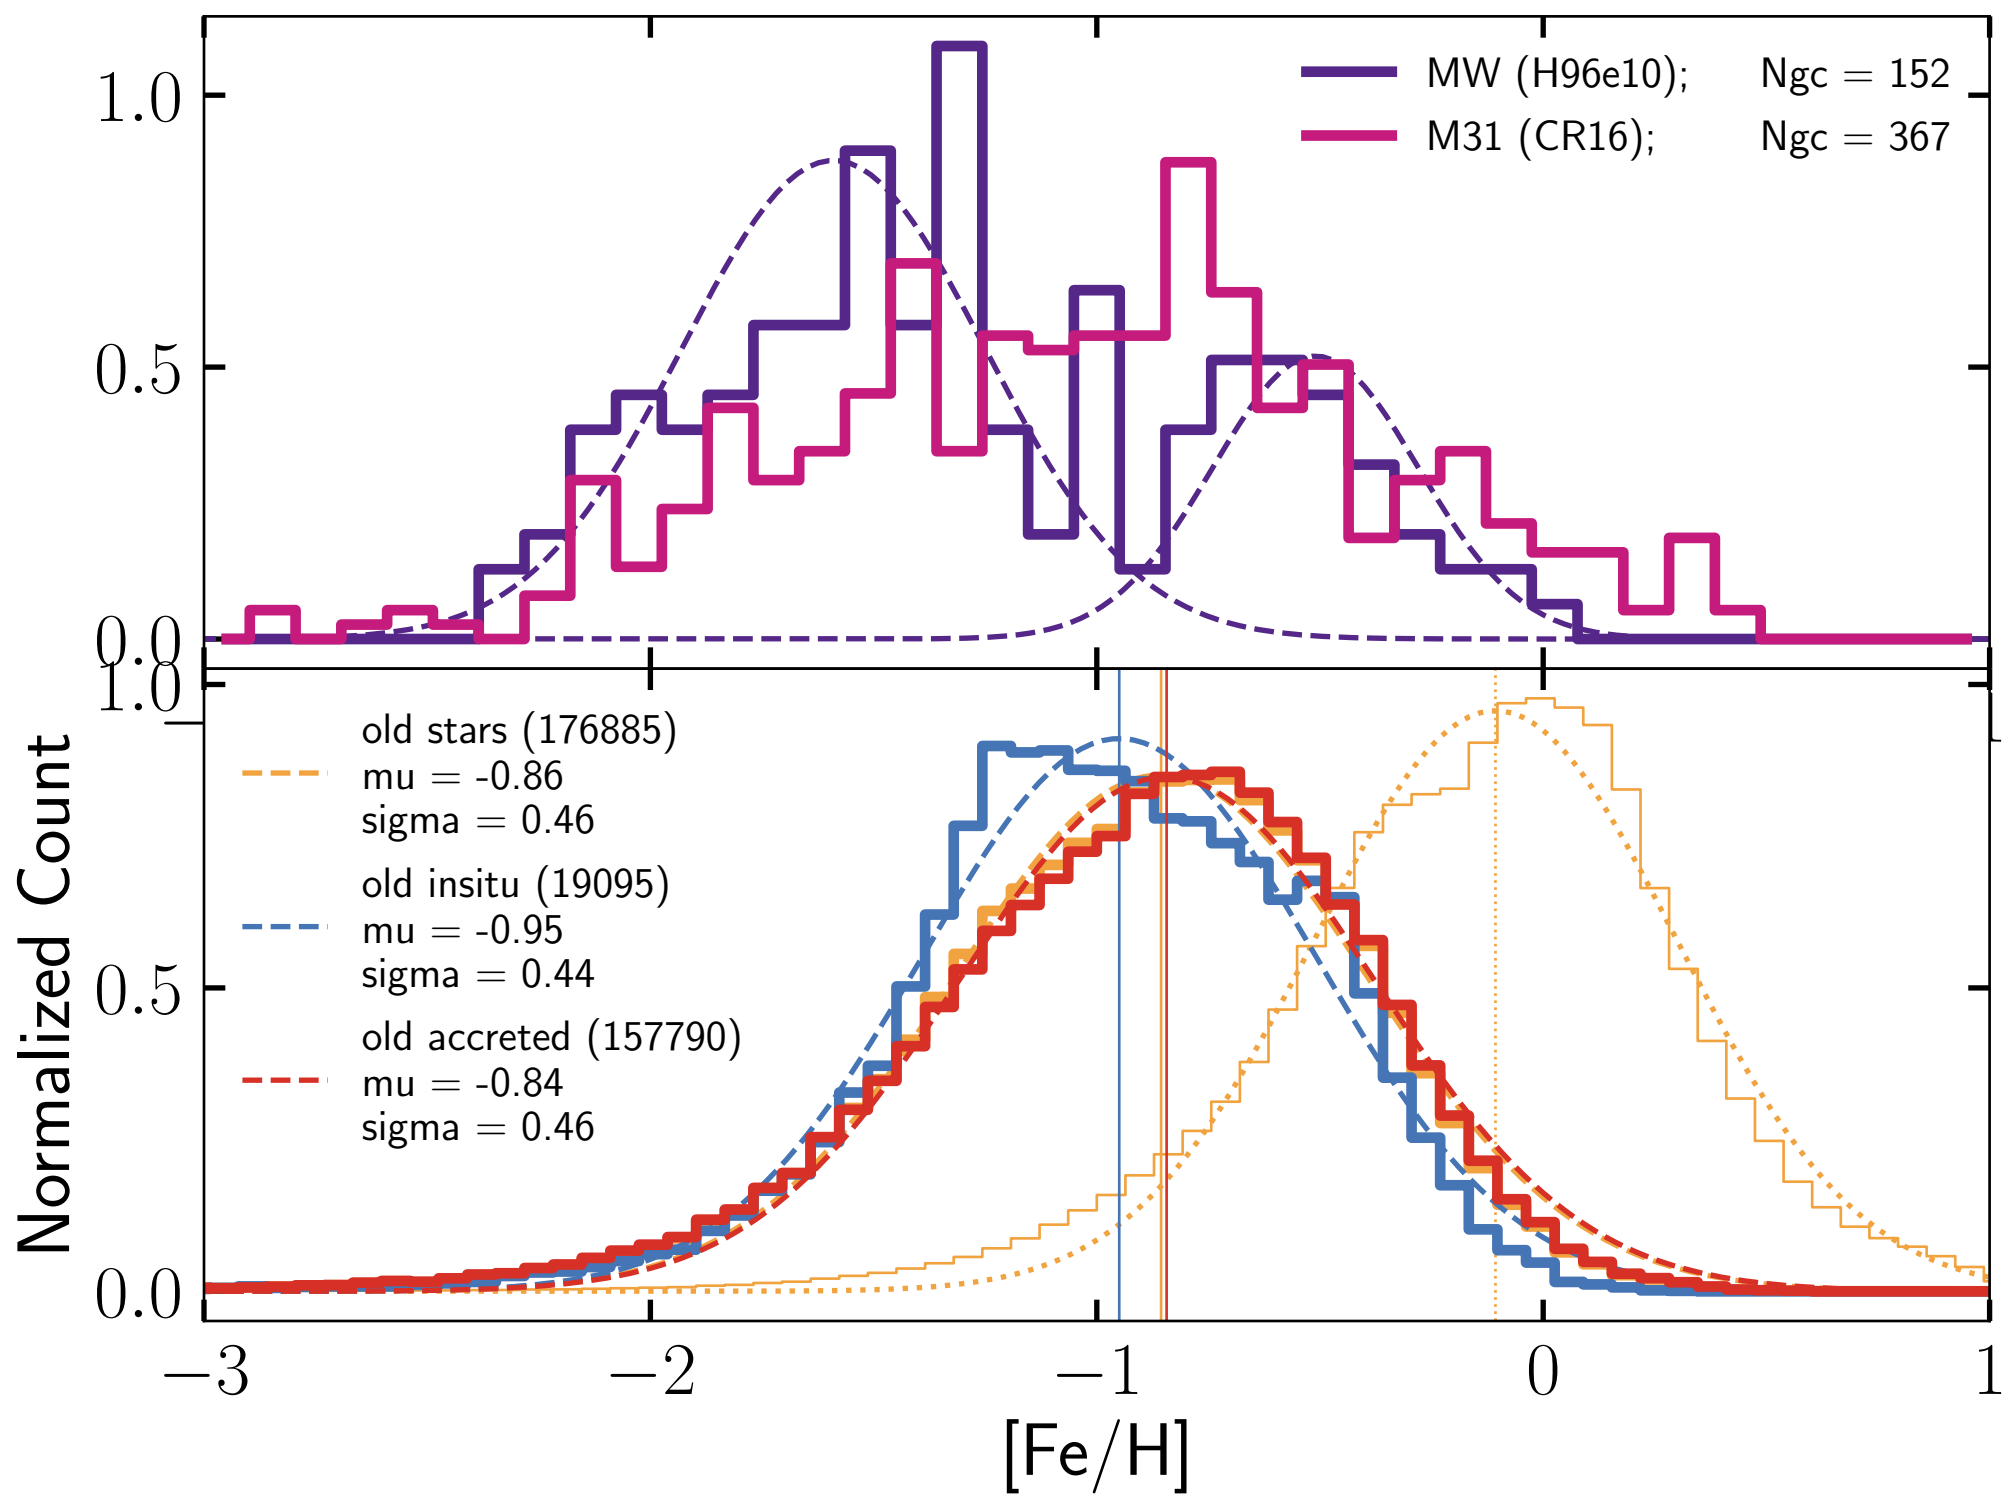 MW (H96e10); Ngc = 152
M31 (CR16); Ngc = 367
1.0
0.5
0.0
1.0
0.5
0.0
Normalized Count
old stars (176885)
mu = -0.86
sigma = 0.46
old insitu (19095)
mu = -0.95
sigma = 0.44
old accreted (157790)
mu = -0.84
sigma = 0.46
−3 −2 −1 0 1
[Fe/H]